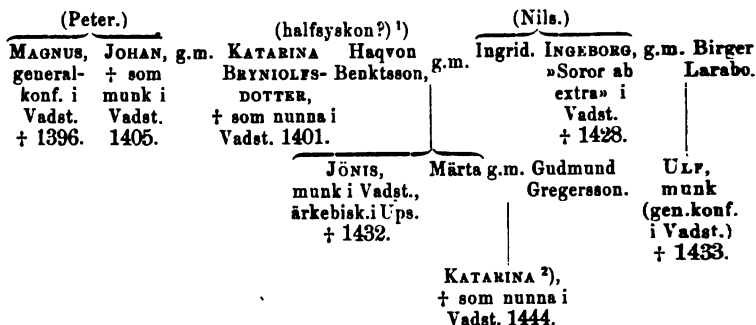 (Peter.)
(halfsyskon?) ¹)
(Nils.)
MAGNUS,
general-
konf. i
Vadst.
† 1396.
JOHAN, g.m.
† som
munk i
Vadst.
1405.
KATARINA
BRYNIOLFS-
DOTTER,
† som nunna i
Vadst. 1401.
Haqvon
Benktsson, g.m.
Ingrid.
INGEBORG, g.m.
»Soror ab
extra» i
Vadst.
† 1428.
Birger
Larabo.
JÖNIS,
munk i Vadst.,
ärkebisk. i Ups.
† 1432.
Märta g.m. Gudmund
Gregersson.
ULF,
munk
(gen.konf.
i Vadst.)
† 1433.
KATARINA ²),
† som nunna i
Vadst. 1444.